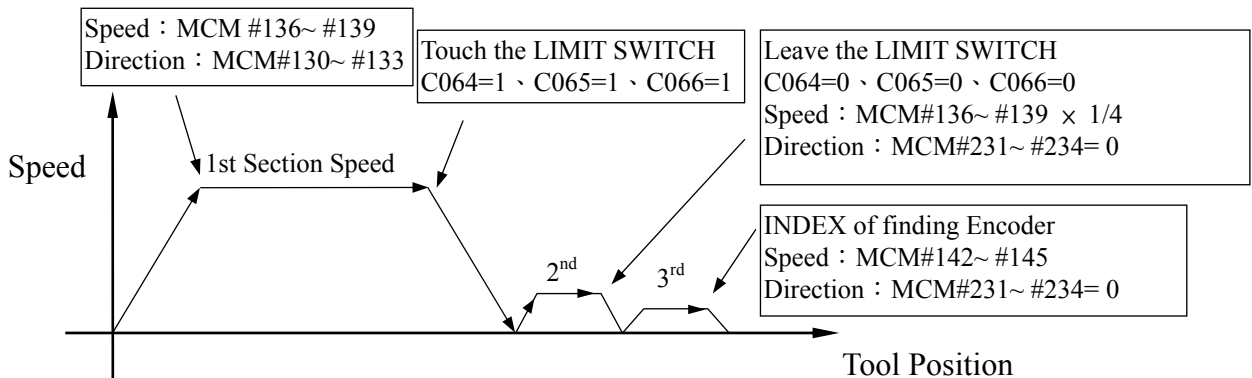 Speed：MCM #136~ #139
Direction：MCM#130~ #133
Touch the LIMIT SWITCH
C064=1、C065=1、C066=1
Leave the LIMIT SWITCH
C064=0、C065=0、C066=0
Speed：MCM#136~ #139 × 1/4
Direction：MCM#231~ #234= 0
Speed
1st Section Speed
INDEX of finding Encoder
Speed：MCM#142~ #145
Direction：MCM#231~ #234= 0
2nd
3rd
Tool Position